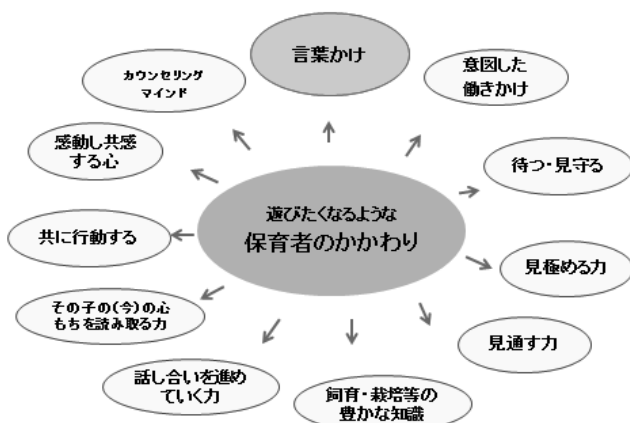 言葉かけ
意図した
働きかけ
待つ・見守る
見極める力
見通す力
飼育・栽培等の
豊かな知識
話し合いを進め
ていく力
その子の(今)の心
もちを読み取る力
共に行動する
感動し共感
する心
カウンセリング
マインド
遊びたくなるような
保育者のかかわり